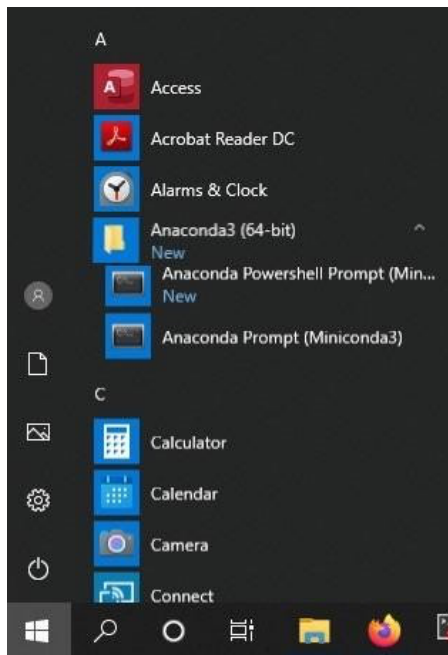 A
Access
Acrobat Reader DC
Alarms & Clock
Anaconda3 (64-bit)
New
Anaconda Powershell Prompt (Min...
New
Anaconda Prompt (Miniconda3)
C
Calculator
Calendar
Camera
Connect